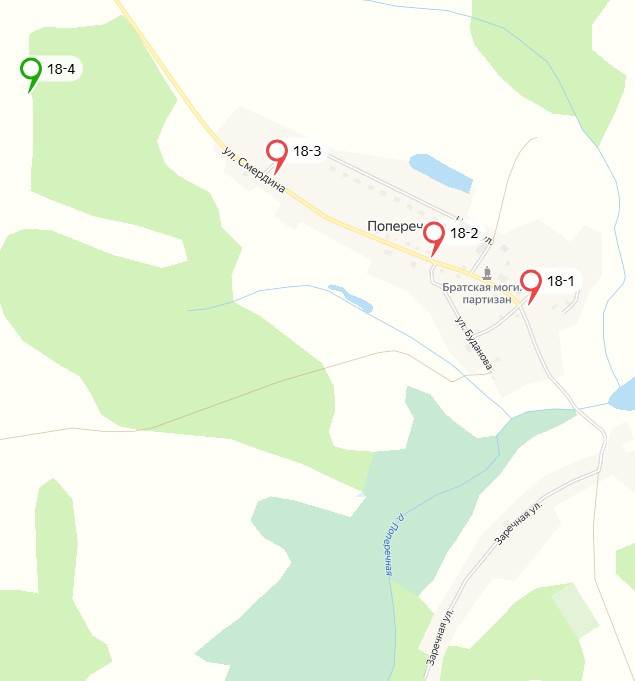 18-4
18-3
ул. Смердина
18-2
Попереч
ул.
18-1
Братская моги
партизан
ул. Буданова
Заречная ул.
р. Поперечная
Заречная ул.